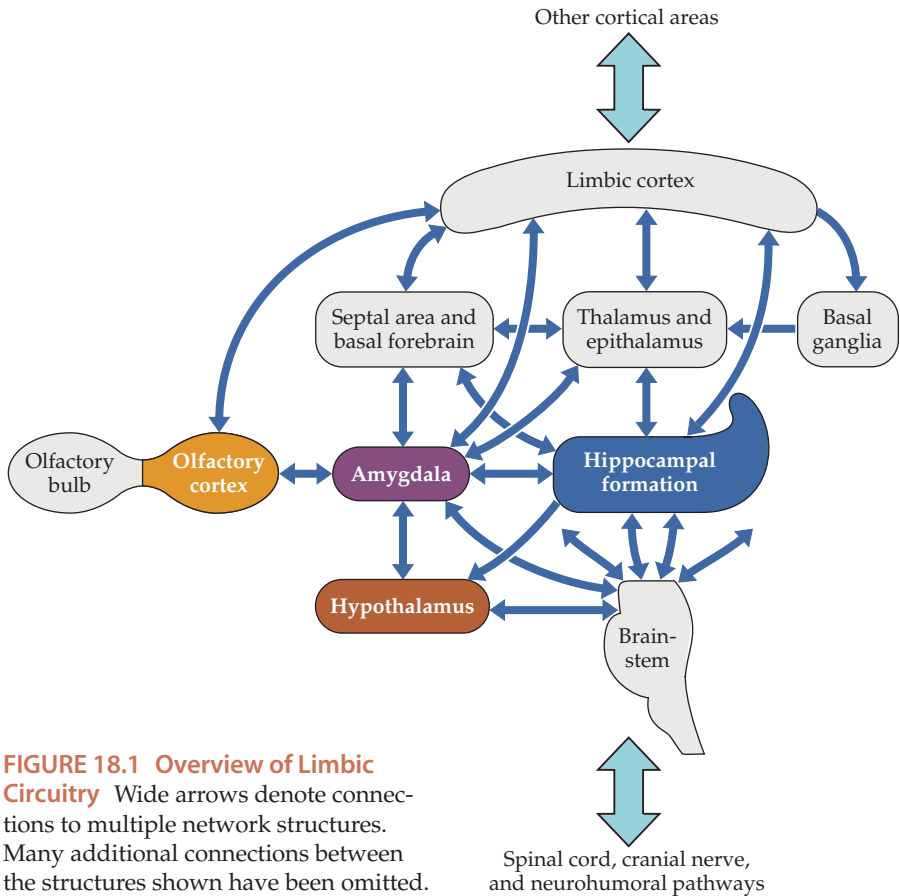 Other cortical areas
Limbic cortex
Septal area and
basal forebrain
Thalamus and
epithalamus
Basal
ganglia
Olfactory
bulb
Olfactory
cortex
Amygdala
Hippocampal
formation
Hypothalamus
Brain-
stem
FIGURE 18.1 Overview of Limbic
Circuitry Wide arrows denote connec-
tions to multiple network structures.
Many additional connections between
the structures shown have been omitted.
Spinal cord, cranial nerve,
and neurohumoral pathways